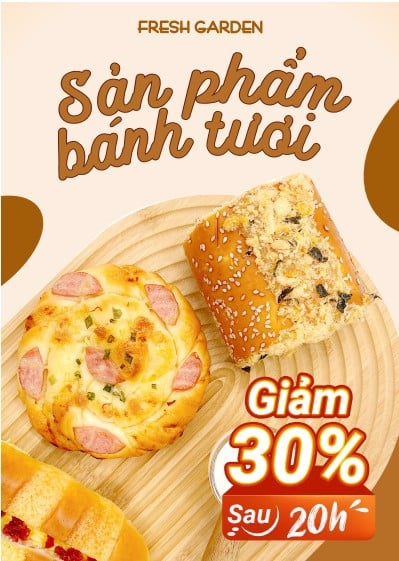 FRESH GARDEN
Sản phẩm
bánh tươi
Giảm
30%
Sau 20h